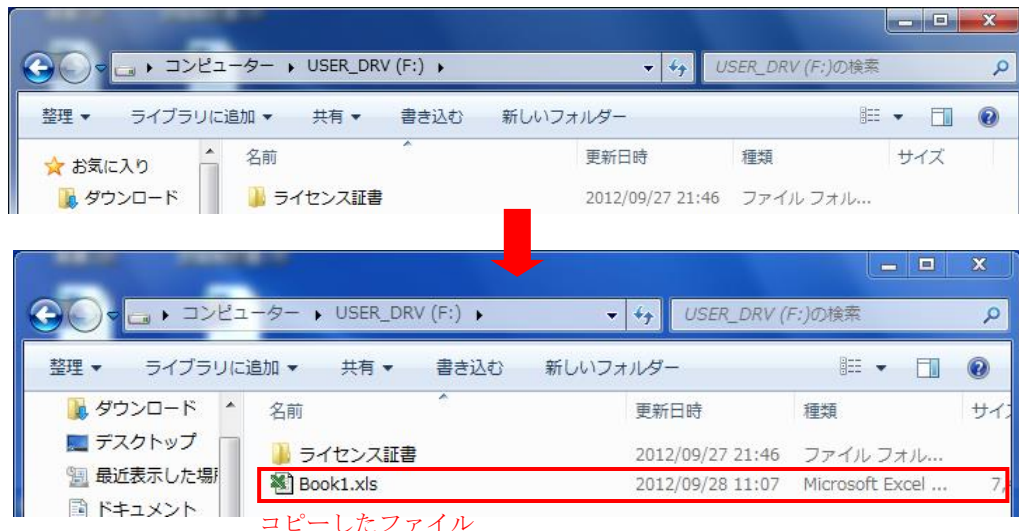 コンピューター ▸ USER_DRV (F:) ▸ USER_DRV (F:)の検索
整理 ▼ ライブラリに追加 ▼ 共有 ▼ 書き込む 新しいフォルダー
お気に入り 名前 更新日時 種類 サイズ
ダウンロード ライセンス証書 2012/09/27 21:46 ファイル フォル...
コンピューター ▸ USER_DRV (F:) ▸ USER_DRV (F:)の検索
整理 ▼ ライブラリに追加 ▼ 共有 ▼ 書き込む 新しいフォルダー
ダウンロード 名前 更新日時 種類 サイ
デスクトップ ライセンス証書 2012/09/27 21:46 ファイル フォル...
最近表示した場 Book1.xls 2012/09/28 11:07 Microsoft Excel ... 7,
ドキュメント
コピーしたファイル